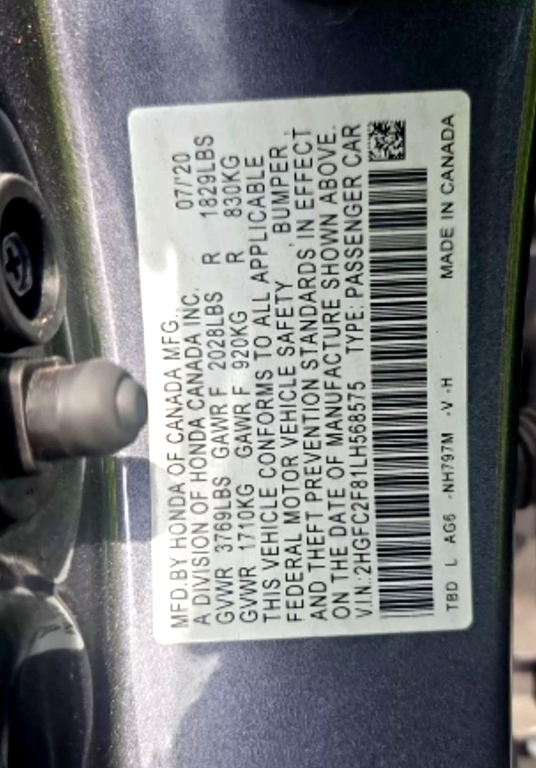 MFD.BY HONDA OF CANADA MFG.,
A DIVISION OF HONDA CANADA INC. 07/'20
GVWR 3769LBS GAWR F 2028LBS R 1829LBS
GVWR 1710KG GAWR F 920KG R 830KG
THIS VEHICLE CONFORMS TO ALL APPLICABLE
FEDERAL MOTOR VEHICLE SAFETY , BUMPER ,
AND THEFT PREVENTION STANDARDS IN EFFECT
ON THE DATE OF MANUFACTURE SHOWN ABOVE.
V.I.N.:2HGFC2F81LH568575 TYPE: PASSENGER CAR
TBD L AG6 -NH797M -V -H MADE IN CANADA